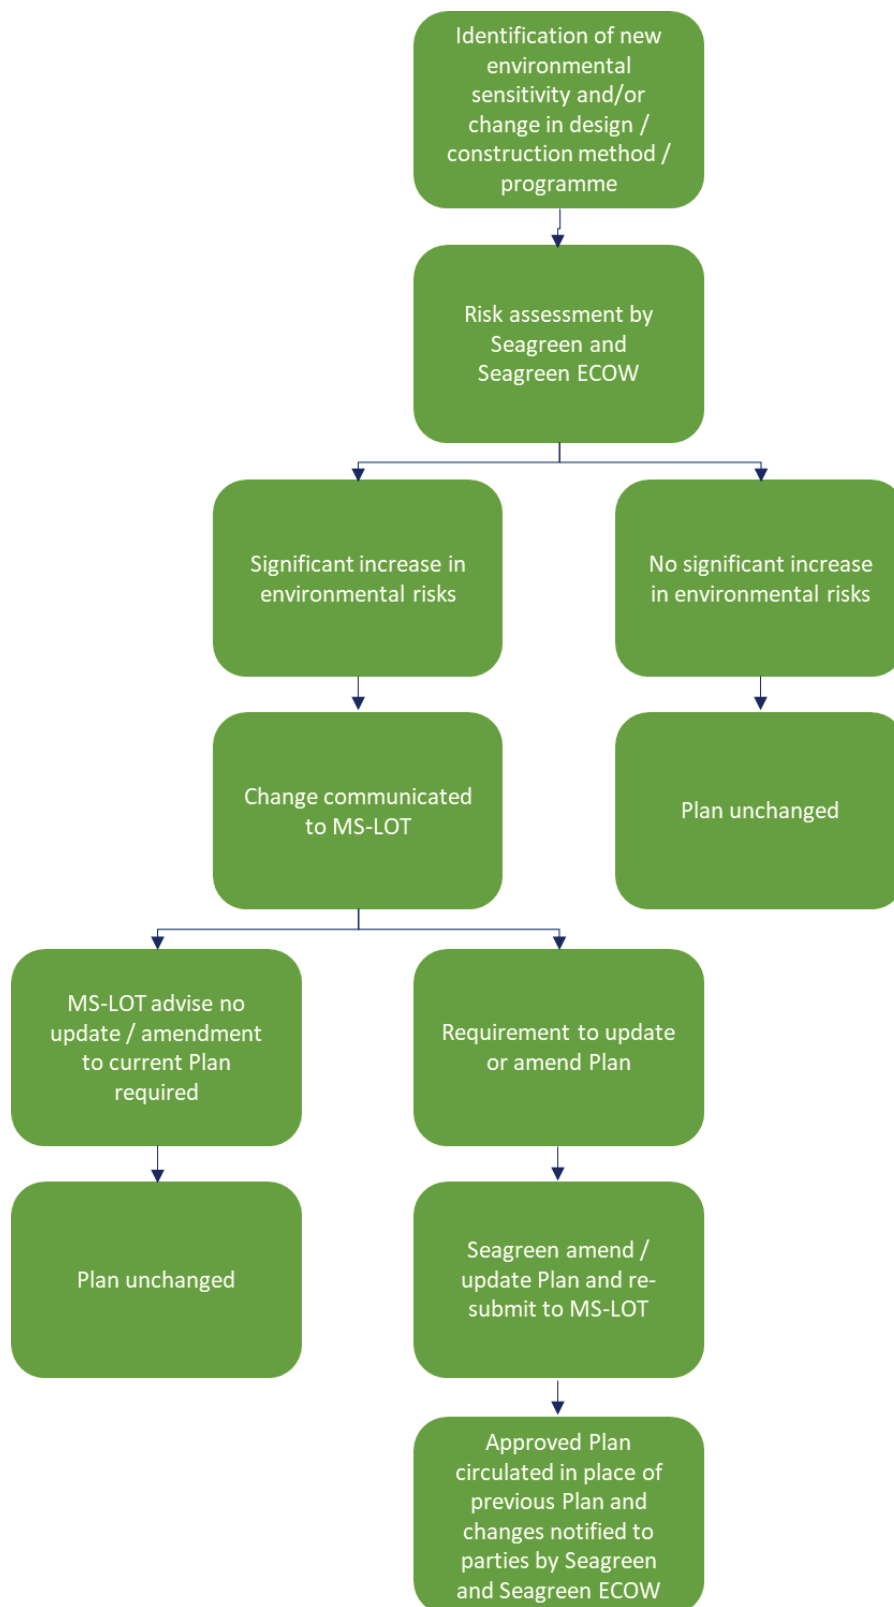 Identification of new
environmental
sensitivity and/or
change in design /
construction method /
programme
Risk assessment by
Seagreen and
Seagreen ECOW
Significant increase in
environmental risks
No significant increase
in environmental risks
Change communicated
to MS-LOT
Plan unchanged
MS-LOT advise no
update / amendment
to current Plan
required
Requirement to update
or amend Plan
Plan unchanged
Seagreen amend /
update Plan and re-
submit to MS-LOT
Approved Plan
circulated in place of
previous Plan and
changes notified to
parties by Seagreen
and Seagreen ECOW